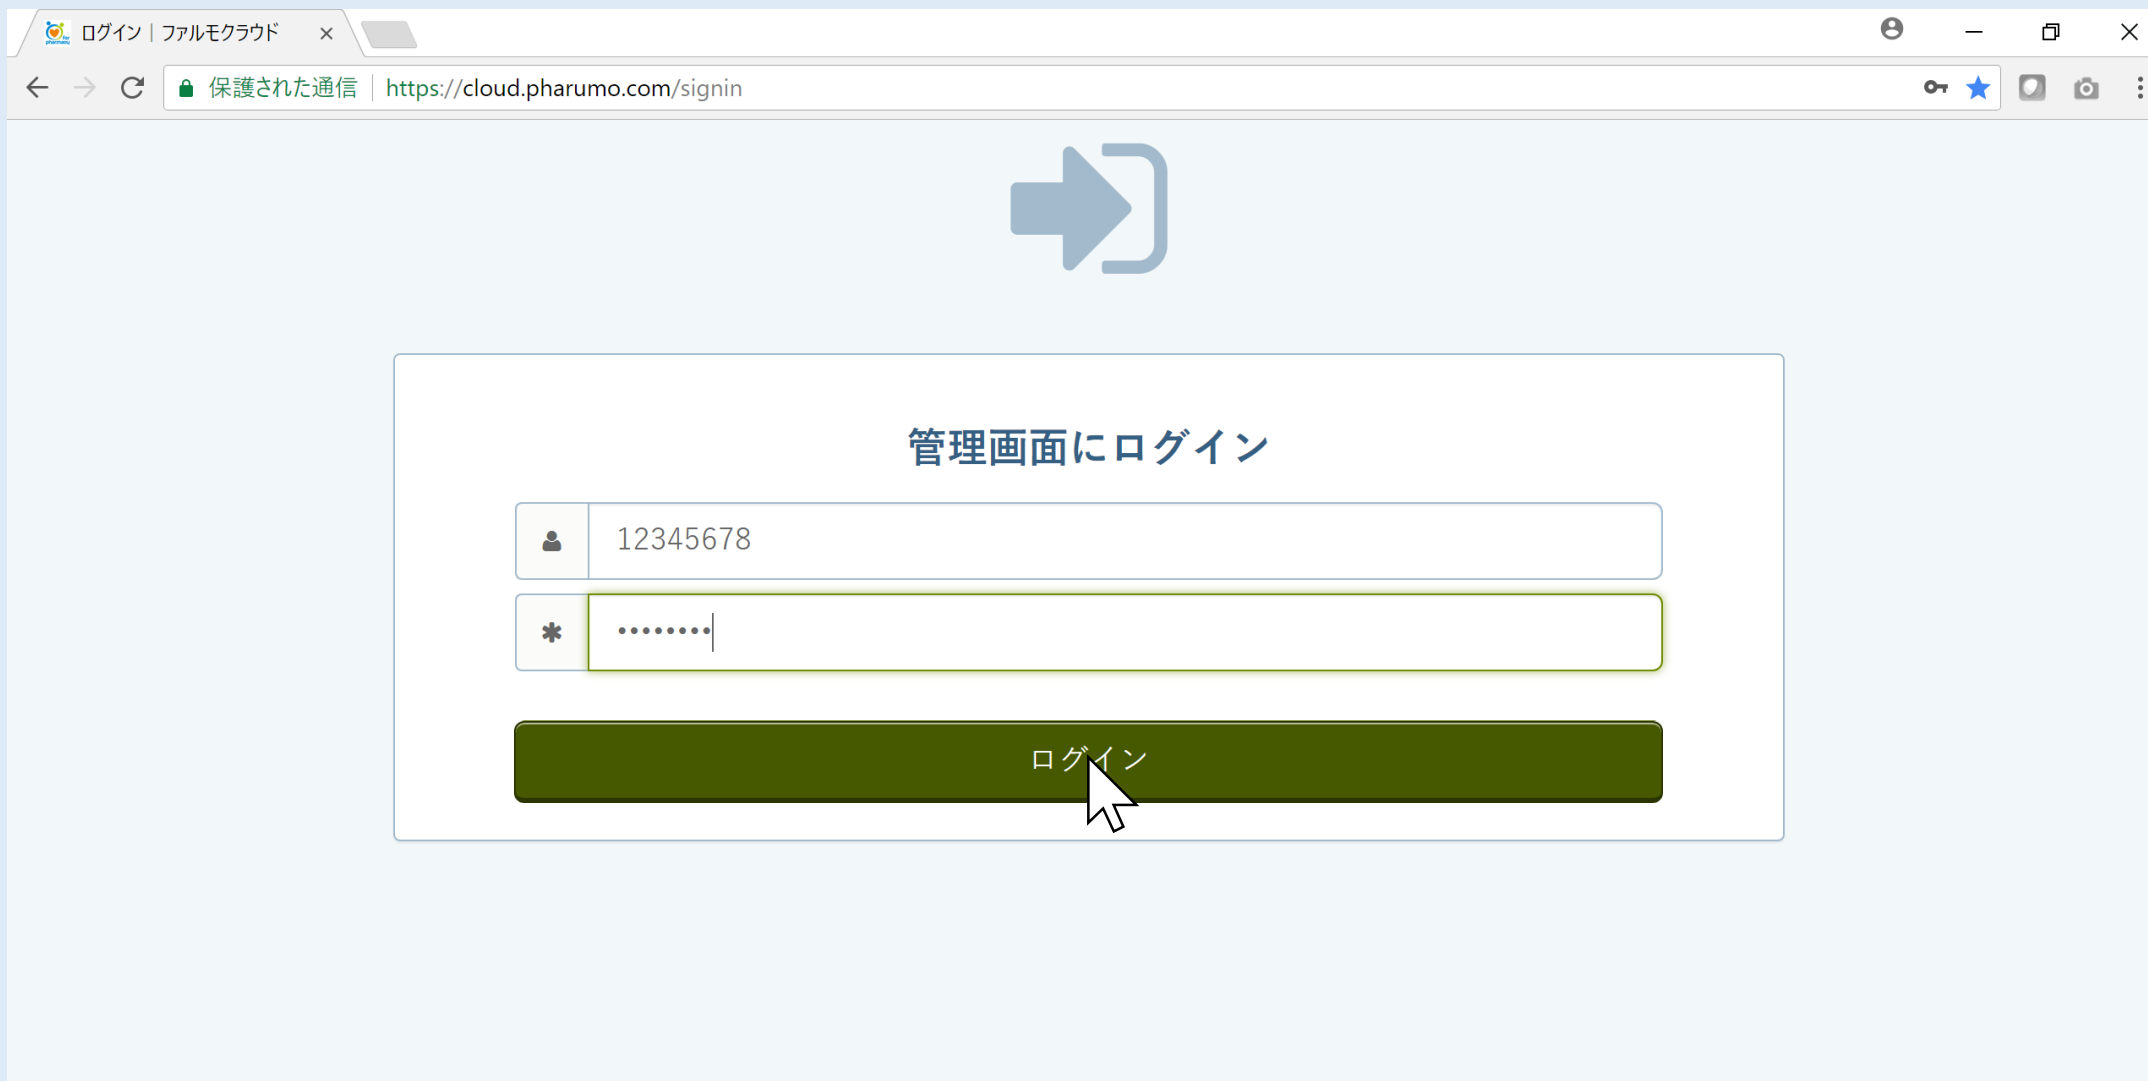 ログイン | ファルモクラウド
保護された通信 https://cloud.pharumo.com/signin
管理画面にログイン
12345678
••••••••
ログイン